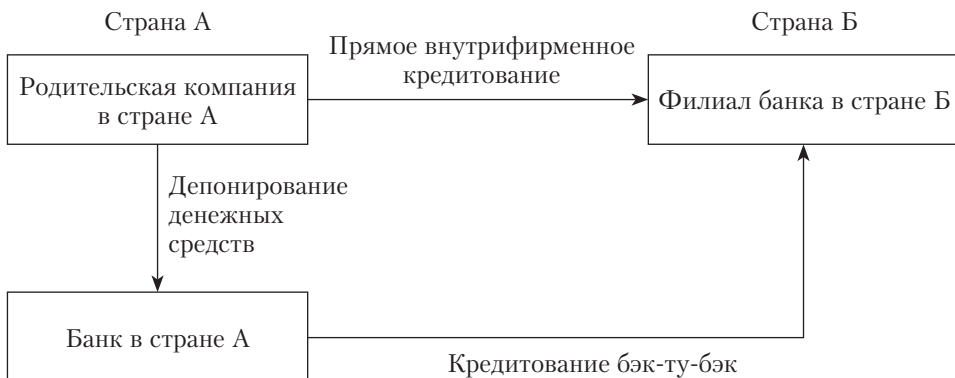 Страна А
Страна Б
Родительская компания
в стране А
Прямое внутрифирменное
кредитование
Филиал банка в стране Б
Депонирование
денежных
средств
Банк в стране А
Кредитование бэк-ту-бэк